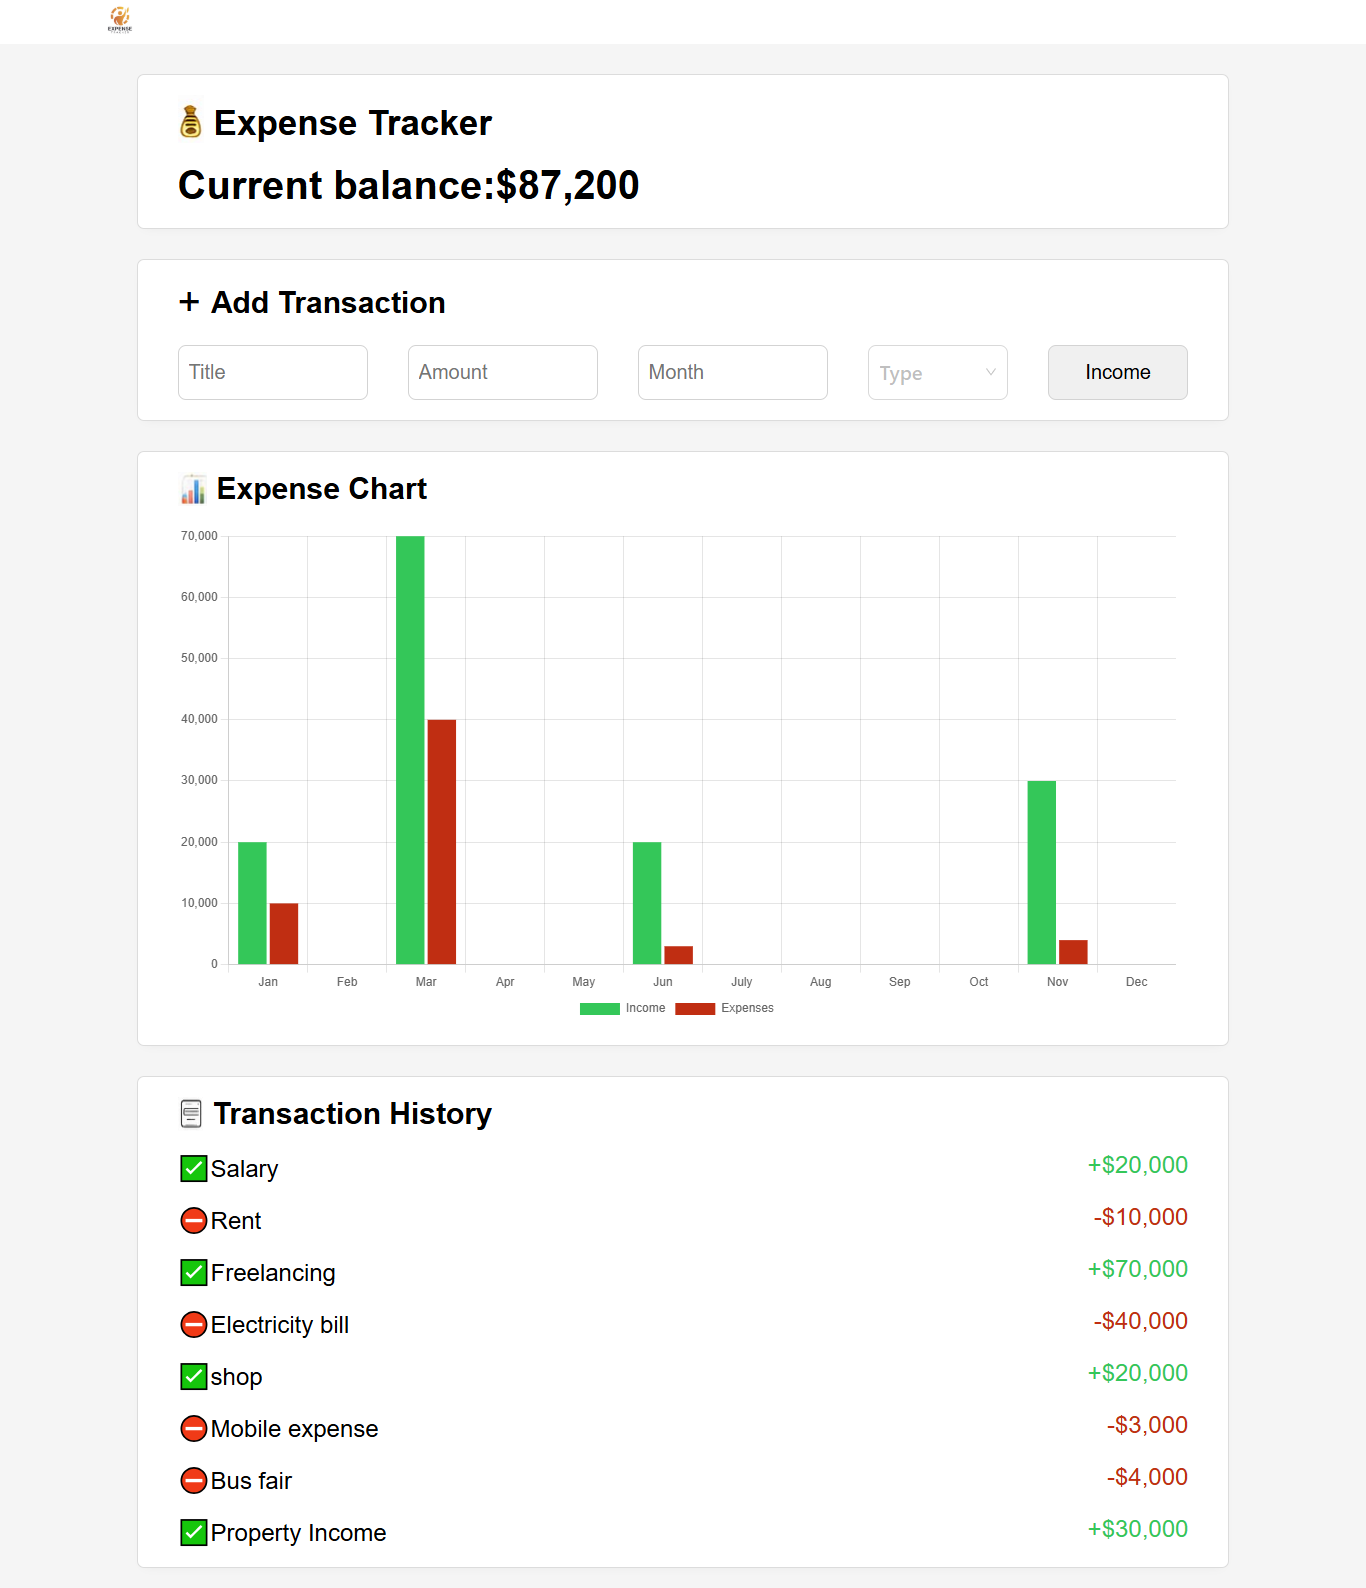 EXPENSE
Expense Tracker
Current balance:$87,200
+ Add Transaction
Title Amount Month Type Income
Expense Chart
70,000
60,000
50,000
40,000
30,000
20,000
10,000
0
Jan Feb Mar Apr May Jun July Aug Sep Oct Nov Dec
Income Expenses
Transaction History
Salary +$20,000
Rent -$10,000
Freelancing +$70,000
Electricity bill -$40,000
shop +$20,000
Mobile expense -$3,000
Bus fair -$4,000
Property Income +$30,000